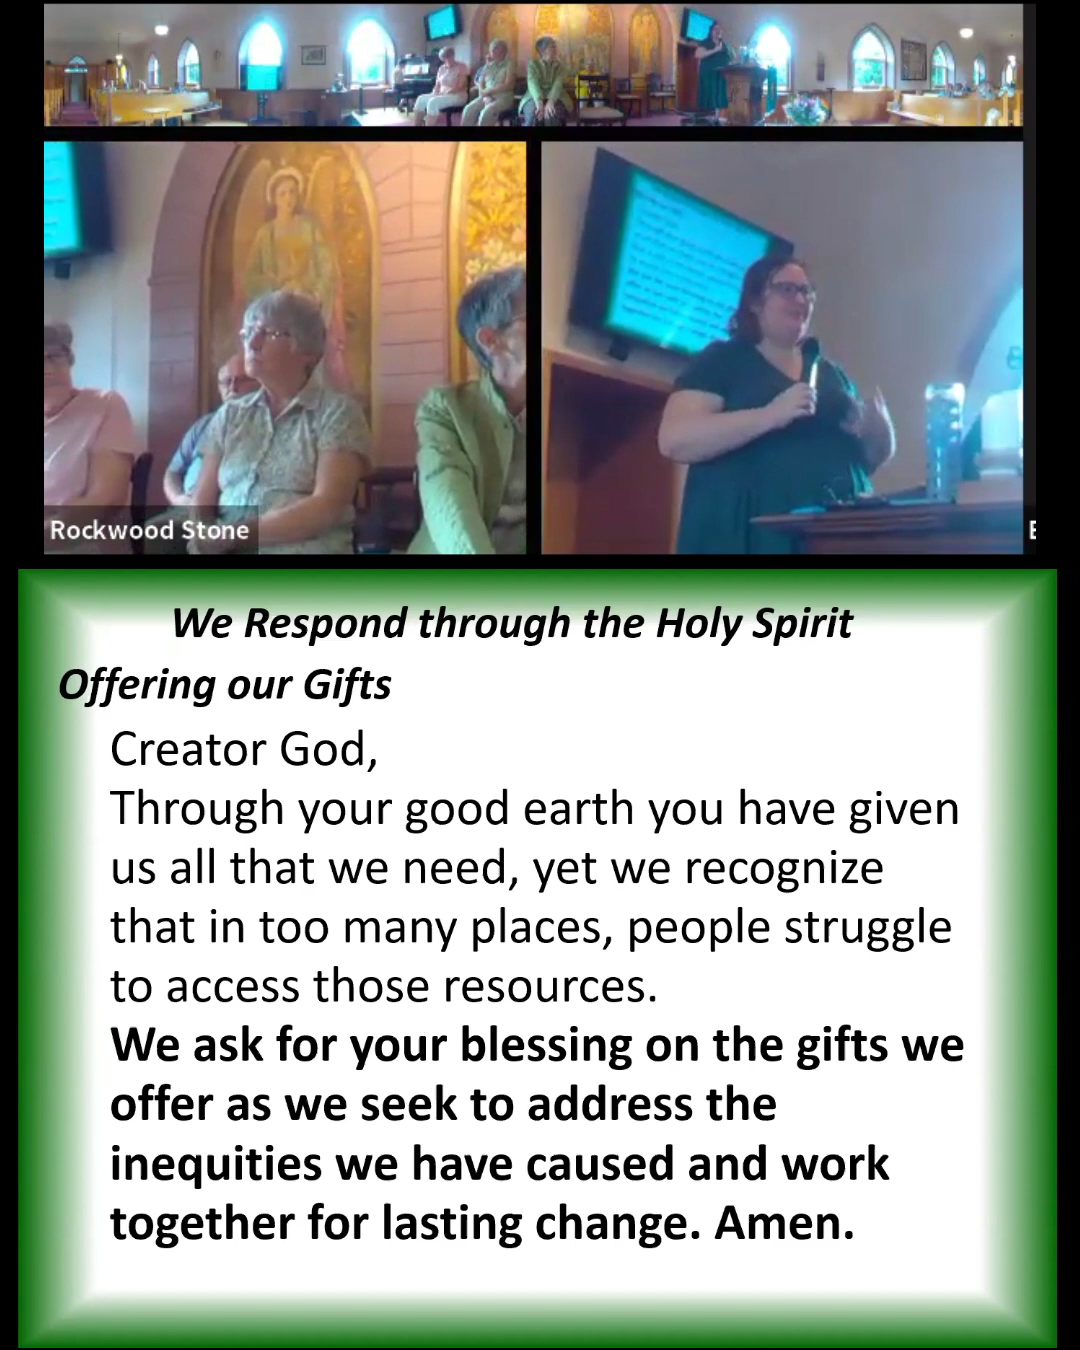 Rockwood Stone
We Respond through the Holy Spirit
Offering our Gifts
Creator God,
Through your good earth you have given
us all that we need, yet we recognize
that in too many places, people struggle
to access those resources.
We ask for your blessing on the gifts we
offer as we seek to address the
inequities we have caused and work
together for lasting change. Amen.